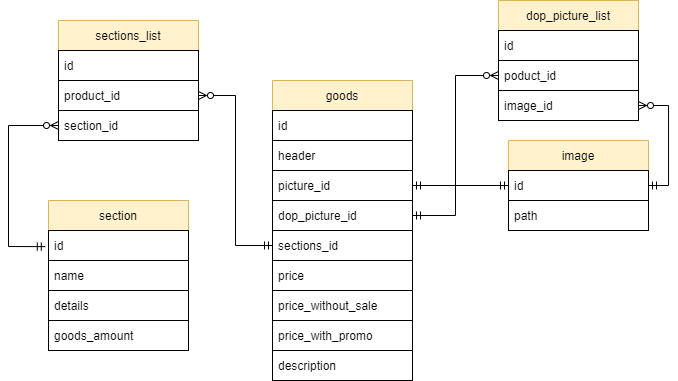 sections_list
id
product_id
section_id
section
id
name
details
goods_amount
goods
id
header
picture_id
dop_picture_id
sections_id
price
price_without_sale
price_with_promo
description
dop_picture_list
id
poduct_id
image_id
image
id
path